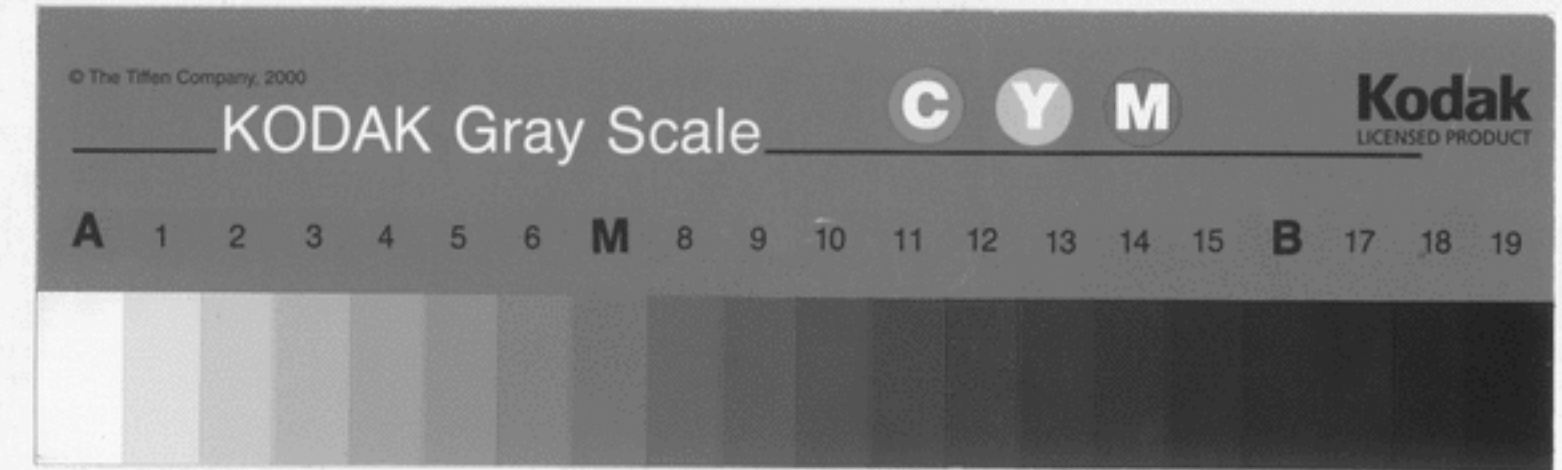 © The Tiffen Company, 2000
KODAK Gray Scale
C Y M
Kodak
LICENSED PRODUCT
A 1 2 3 4 5 6 M 8 9 10 11 12 13 14 15 B 17 18 19